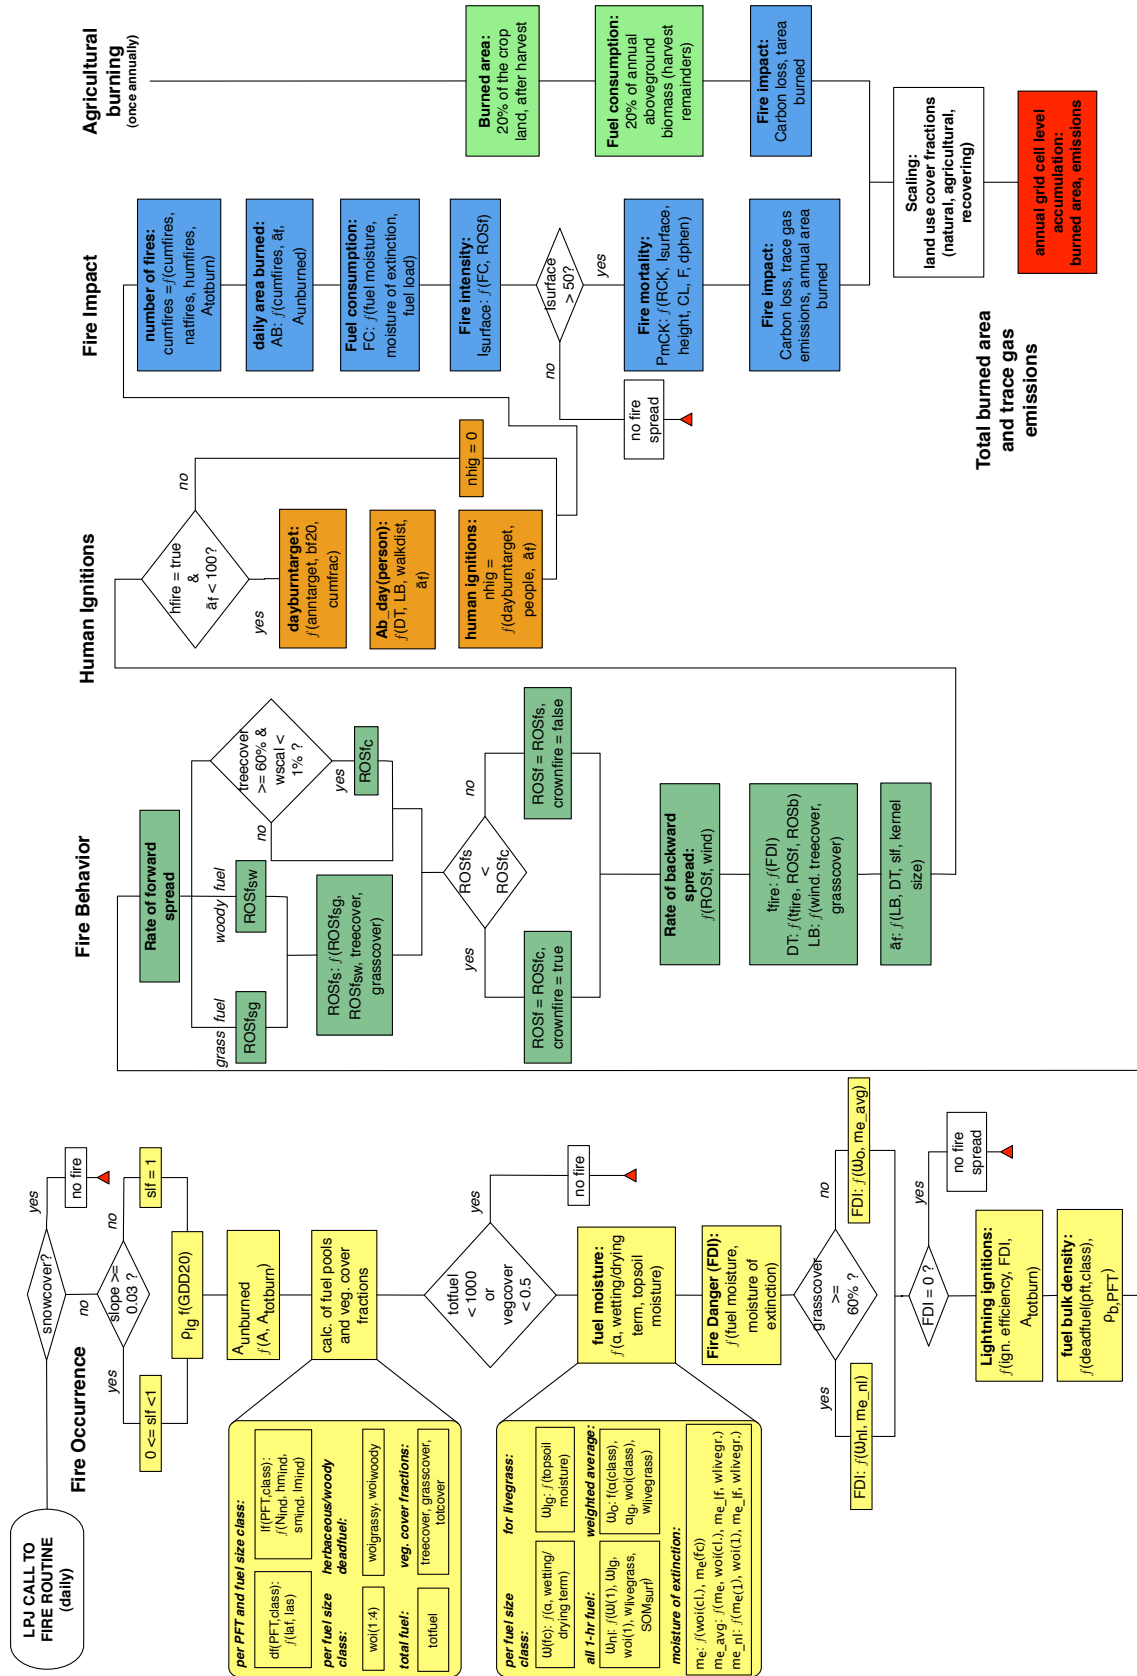 LPJ CALL TO
FIRE ROUTINE
(daily)
Fire Occurrence
snowcover?
yes
no fire
no
slope >=
0.03 ?
yes
no
0 <= slf <1
slf = 1
ρlg f(GDD20)
Aunburned
f(A, Atotburn)
calc. of fuel pools
and veg. cover
fractions
per PFT and fuel size class:
df(PFT,class):
f(laf, las)
lf(PFT,class):
f(Nind, hmind,
smind, lmind)
per fuel size
class:
woi(1:4)
herbaceous/woody
deadfuel:
woigrassy, woiwoody
total fuel:
totfuel
veg. cover fractions:
treecover, grasscover,
totcover
totfuel
< 1000
or
vegcover
< 0.5
yes
no fire
fuel moisture:
f(α, wetting/drying
term, topsoil
moisture)
per fuel size
class:
ω(fc): f(α, wetting/
drying term)
for livegrass:
ωlg: f(topsoil
moisture)
all 1-hr fuel:
ωnl: f(ω(1), ωlg,
woi(1), wlivegrass,
SOMsurf)
weighted average:
ωo: f(α(class),
αlg, woi(class),
wlivegrass)
moisture of extinction:
me: f(woi(cl.), me(fc))
me_avg: f(me, woi(cl.), me_lf, wlivegr.)
me_nl: f(me(1), woi(1), me_lf, wlivegr.)
Fire Danger (FDI):
f(fuel moisture,
moisture of
extinction)
grasscover
>=
60% ?
yes
no
FDI: f(ωnl, me_nl)
FDI: f(ωo, me_avg)
FDI = 0 ?
yes
no fire
spread
Lightning ignitions:
f(ign. efficiency, FDI,
Atotburn)
fuel bulk density:
f(deadfuel(pft,class),
ρb,PFT)
Fire Behavior
Rate of forward
spread
grass fuel
woody fuel
ROSfsg
ROSfsw
treecover
>= 60% &
wscal <
1% ?
yes
no
ROSfc
ROSfs: f(ROSfsg,
ROSfsw, treecover,
grasscover)
ROSfs
<
ROSfc
yes
no
ROSf = ROSfc,
crownfire = true
ROSf = ROSfs,
crownfire = false
Rate of backward
spread:
f(ROSf, wind)
tfire: f(FDI)
DT: f(tfire, ROSf, ROSb)
LB: f(wind. treecover,
grasscover)
āf: f(LB, DT, slf, kernel
size)
Human Ignitions
hfire = true
&
āf < 100?
yes
no
dayburntarget:
f(anntarget, bf20,
cumfrac)
Ab_day(person):
f(DT, LB, walkdist,
āf)
human ignitions:
nhig =
f(dayburntarget,
people, āf)
nhig = 0
Fire Impact
number of fires:
cumfires =f(cumfires,
natfires, humfires,
Atotburn)
daily area burned:
AB: f(cumfires, āf,
Aunburned)
Fuel consumption:
FC: f(fuel moisture,
moisture of extinction,
fuel load)
Fire intensity:
Isurface: f(FC, ROSf)
Isurface
> 50?
no
yes
no fire
spread
Fire mortality:
PmCK: f(RCK, Isurface,
height, CL, F, dphen)
Fire impact:
Carbon loss, trace gas
emissions, annual area
burned
Agricultural
burning
(once annually)
Burned area:
20% of the crop
land, after harvest
Fuel consumption:
20% of annual
aboveground
biomass (harvest
remainders)
Fire impact:
Carbon loss, tarea
burned
Total burned area
and trace gas
emissions
Scaling:
land use cover fractions
(natural, agricultural,
recovering)
annual grid cell level
accumulation:
burned area, emissions